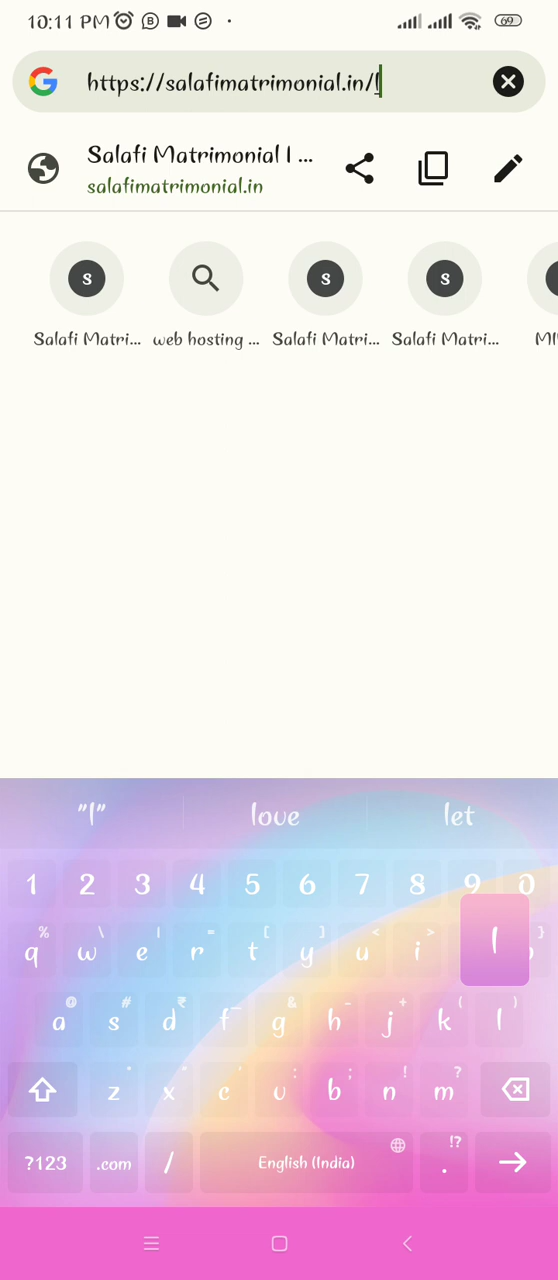 10:11 PM
69
https://salafimatrimonial.in/l
Salafi Matrimonial | ...
salafimatrimonial.in
s s s
Salafi Matri... web hosting ... Salafi Matri... Salafi Matri...
"l" love let
1 2 3 4 5 6 7 8 9 0
% \ | = [ ] < > }
q w e r t y u i l
@ # ₹ _ & - + ( )
a s d f g h j k l
* " ' : ; ! ?
z x c v b n m
!?
?123 .com / English (India) .